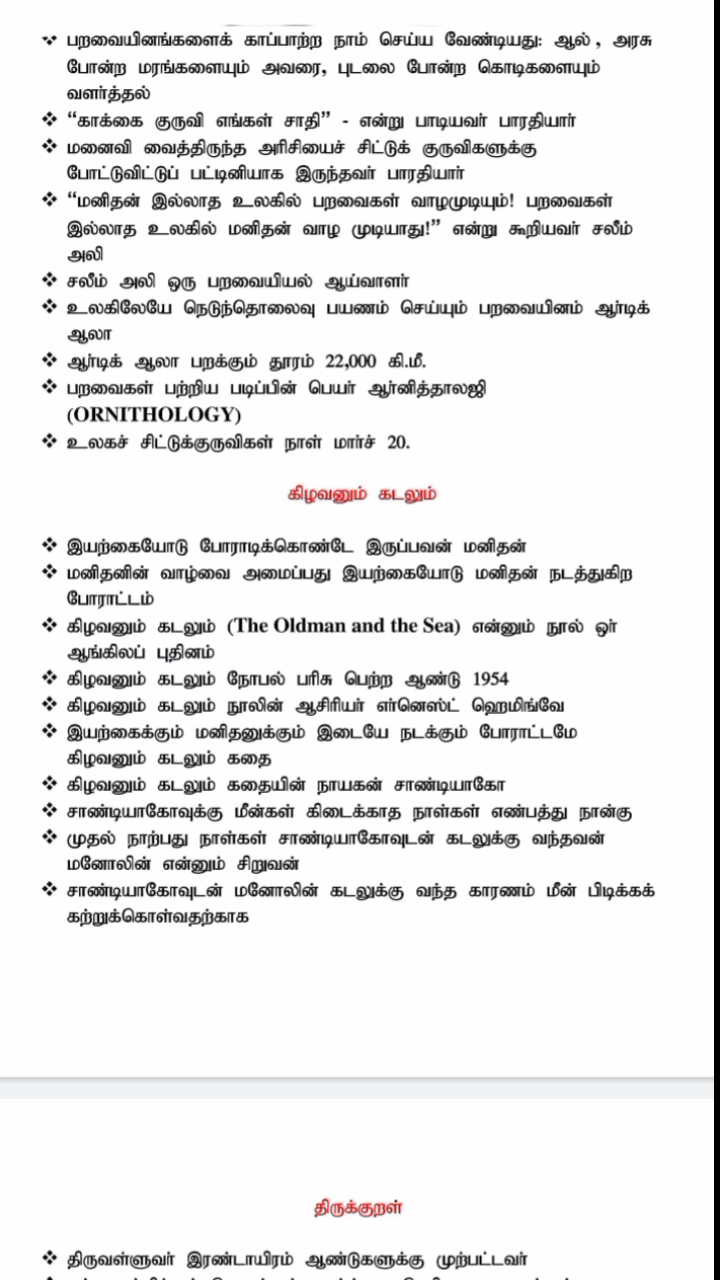 ❖ பறவையினங்களைக் காப்பாற்ற நாம் செய்ய வேண்டியது: ஆல் , அரசு
போன்ற மரங்களையும் அவரை, புடலை போன்ற கொடிகளையும்
வளர்த்தல்
❖ “காக்கை குருவி எங்கள் சாதி” - என்று பாடியவர் பாரதியார்
❖ மனைவி வைத்திருந்த அரிசியைச் சிட்டுக் குருவிகளுக்கு
போட்டுவிட்டுப் பட்டினியாக இருந்தவர் பாரதியார்
❖ “மனிதன் இல்லாத உலகில் பறவைகள் வாழமுடியும்! பறவைகள்
இல்லாத உலகில் மனிதன் வாழ முடியாது!” என்று கூறியவர் சலீம்
அலி
❖ சலீம் அலி ஒரு பறவையியல் ஆய்வாளர்
❖ உலகிலேயே நெடுந்தொலைவு பயணம் செய்யும் பறவையினம் ஆர்டிக்
ஆலா
❖ ஆர்டிக் ஆலா பறக்கும் தூரம் 22,000 கி.மீ.
❖ பறவைகள் பற்றிய படிப்பின் பெயர் ஆர்னித்தாலஜி
(ORNITHOLOGY)
❖ உலகச் சிட்டுக்குருவிகள் நாள் மார்ச் 20.
கிழவனும் கடலும்
❖ இயற்கையோடு போராடிக்கொண்டே இருப்பவன் மனிதன்
❖ மனிதனின் வாழ்வை அமைப்பது இயற்கையோடு மனிதன் நடத்துகிற
போராட்டம்
❖ கிழவனும் கடலும் (The Oldman and the Sea) என்னும் நூல் ஓர்
ஆங்கிலப் புதினம்
❖ கிழவனும் கடலும் நோபல் பரிசு பெற்ற ஆண்டு 1954
❖ கிழவனும் கடலும் நூலின் ஆசிரியர் எர்னெஸ்ட் ஹெமிங்வே
❖ இயற்கைக்கும் மனிதனுக்கும் இடையே நடக்கும் போராட்டமே
கிழவனும் கடலும் கதை
❖ கிழவனும் கடலும் கதையின் நாயகன் சாண்டியாகோ
❖ சாண்டியாகோவுக்கு மீன்கள் கிடைக்காத நாள்கள் எண்பத்து நான்கு
❖ முதல் நாற்பது நாள்கள் சாண்டியாகோவுடன் கடலுக்கு வந்தவன்
மனோலின் என்னும் சிறுவன்
❖ சாண்டியாகோவுடன் மனோலின் கடலுக்கு வந்த காரணம் மீன் பிடிக்கக்
கற்றுக்கொள்வதற்காக
திருக்குறள்
❖ திருவள்ளுவர் இரண்டாயிரம் ஆண்டுகளுக்கு முற்பட்டவர்